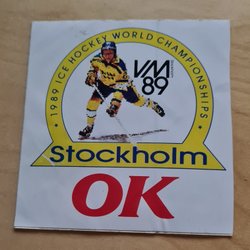 • 1989 ICE HOCKEY WORLD CHAMPIONSHIPS •
VM
89
Stockholm
OK